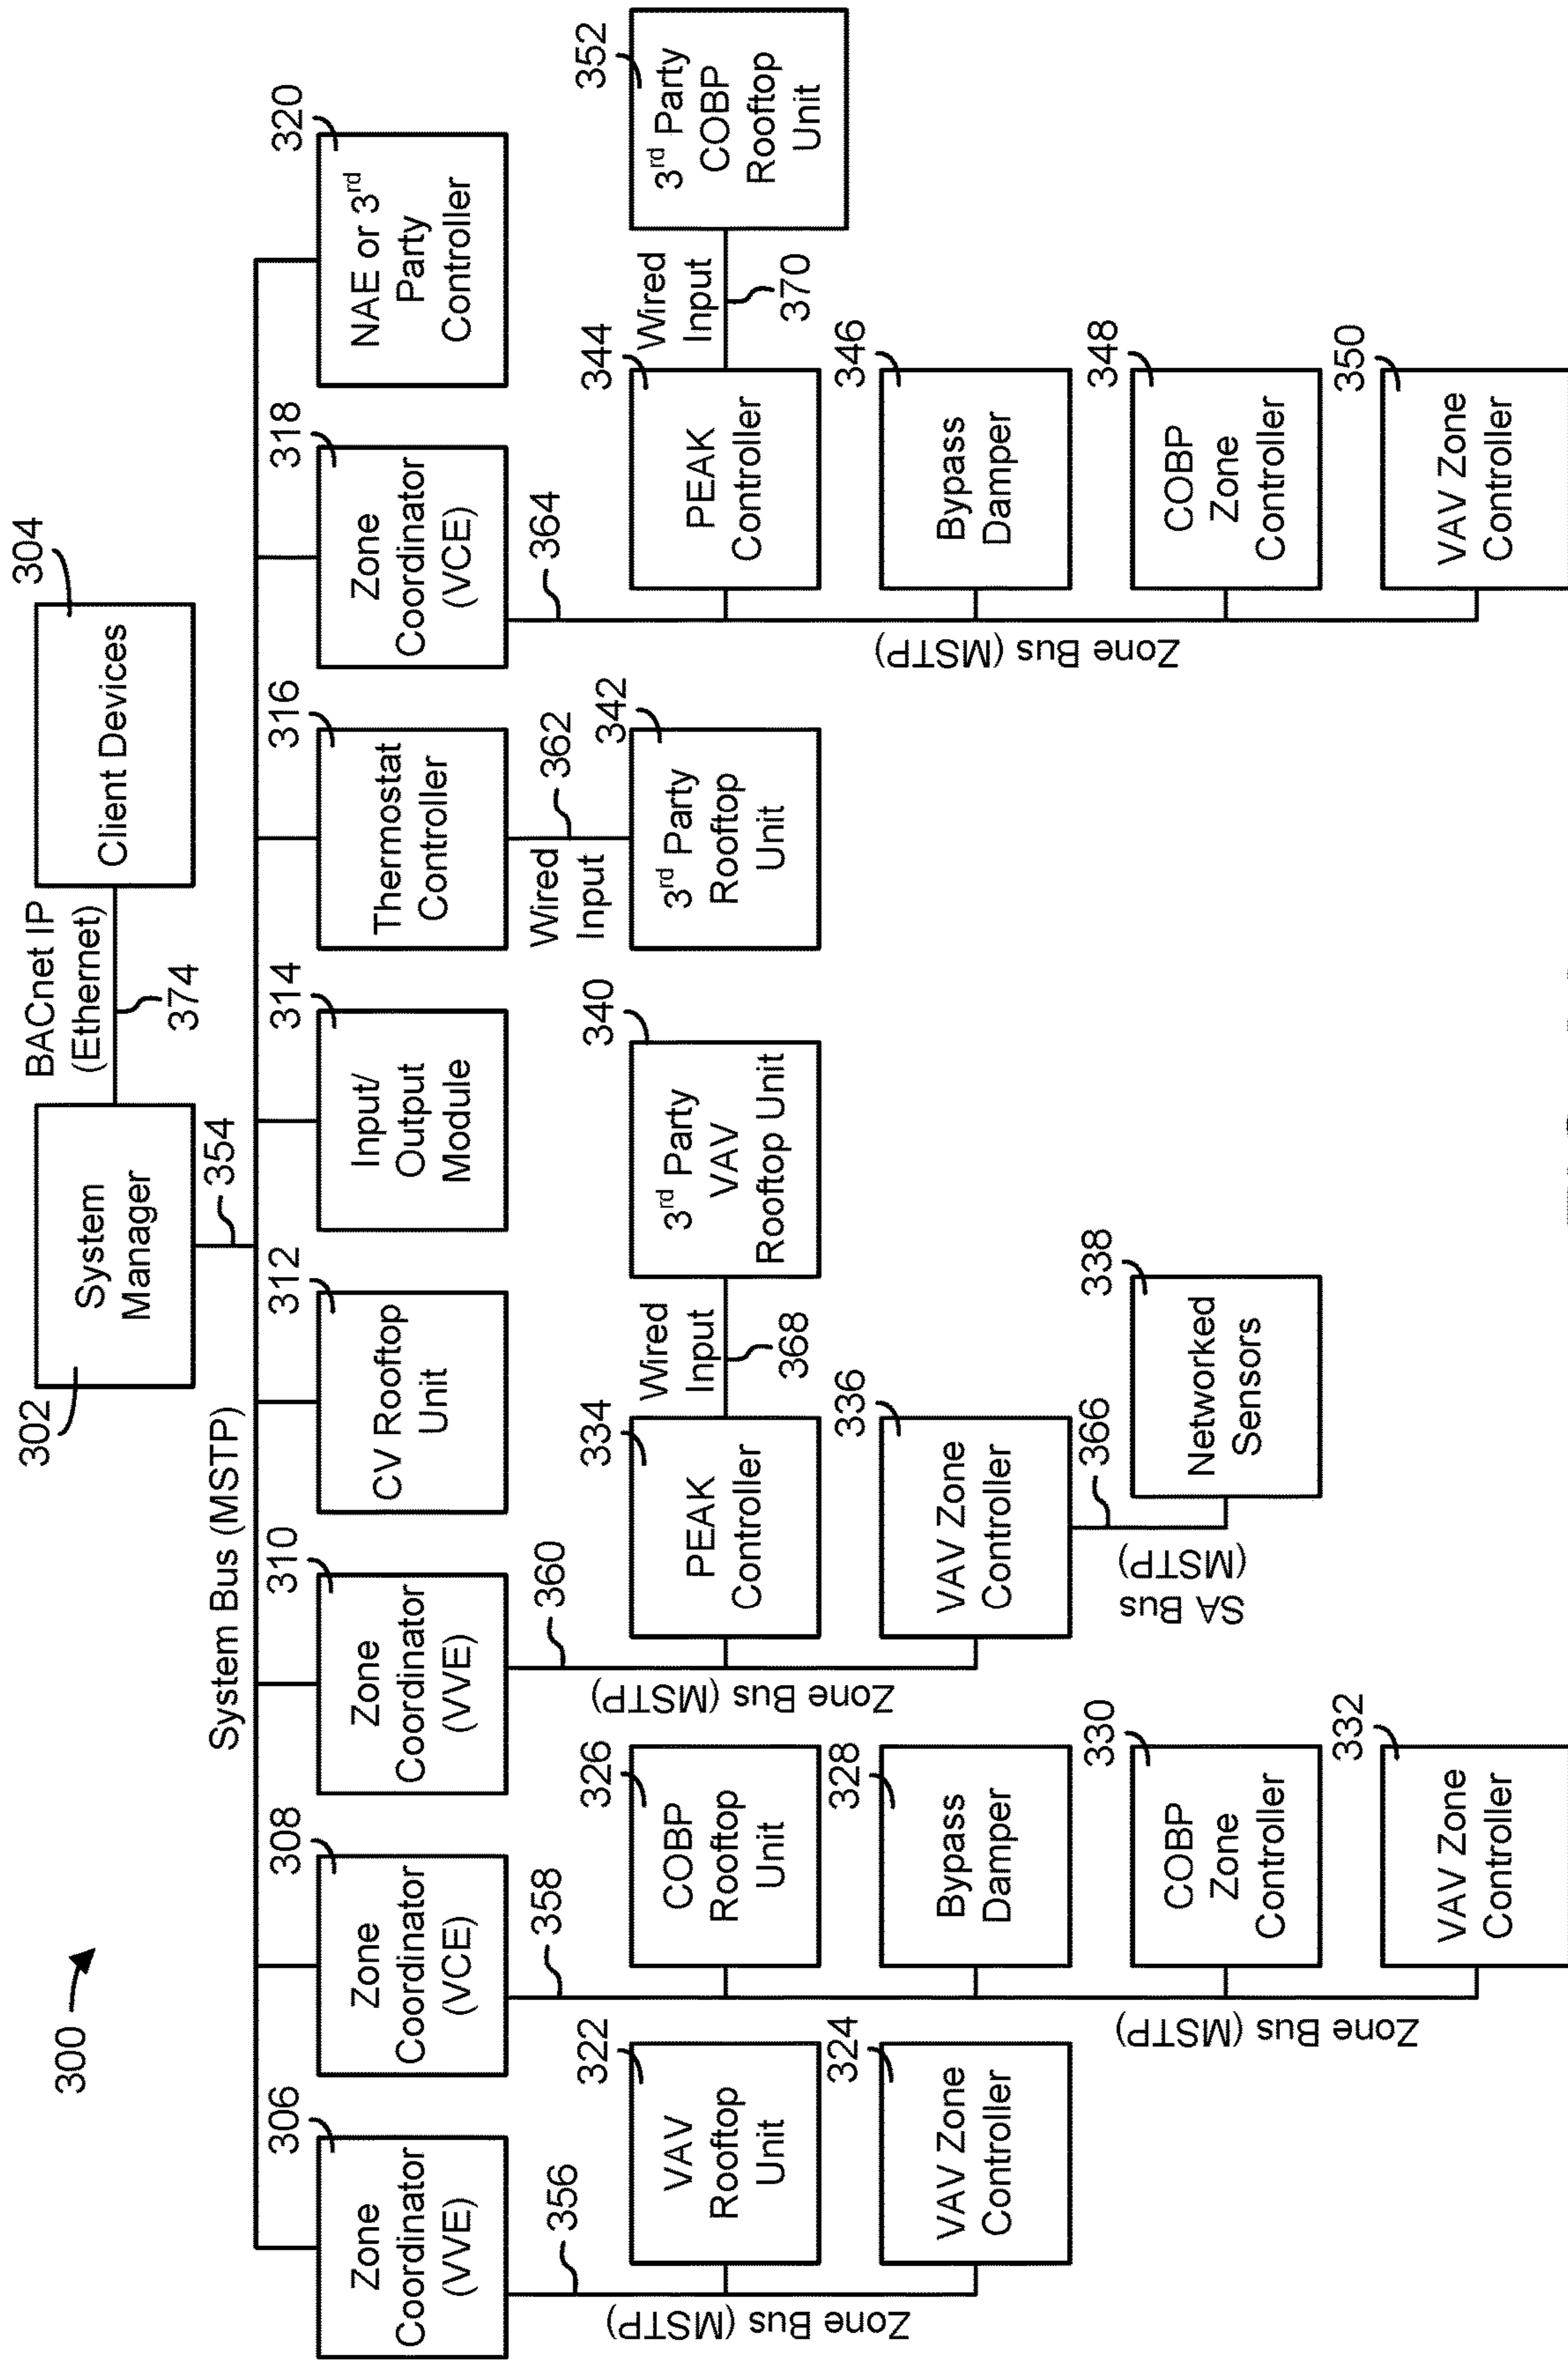 300
302
System
Manager
BACnet IP
(Ethernet)
374
304
Client Devices
354
System Bus (MSTP)
306
Zone
Coordinator
(VVE)
308
Zone
Coordinator
(VCE)
310
Zone
Coordinator
(VVE)
312
CV Rooftop
Unit
314
Input/
Output
Module
316
Thermostat
Controller
318
Zone
Coordinator
(VCE)
320
NAE or 3rd
Party
Controller
356
Zone Bus (MSTP)
322
VAV
Rooftop
Unit
324
VAV Zone
Controller
358
Zone Bus (MSTP)
326
COBP
Rooftop
Unit
328
Bypass
Damper
330
COBP
Zone
Controller
332
VAV Zone
Controller
360
Zone Bus (MSTP)
334
PEAK
Controller
Wired
Input
368
340
3rd Party
VAV
Rooftop Unit
336
VAV Zone
Controller
366
SA Bus
(MSTP)
338
Networked
Sensors
Wired
Input
362
342
3rd Party
Rooftop
Unit
364
Zone Bus (MSTP)
344
PEAK
Controller
Wired
Input
370
352
3rd Party
COBP
Rooftop
Unit
346
Bypass
Damper
348
COBP
Zone
Controller
350
VAV Zone
Controller